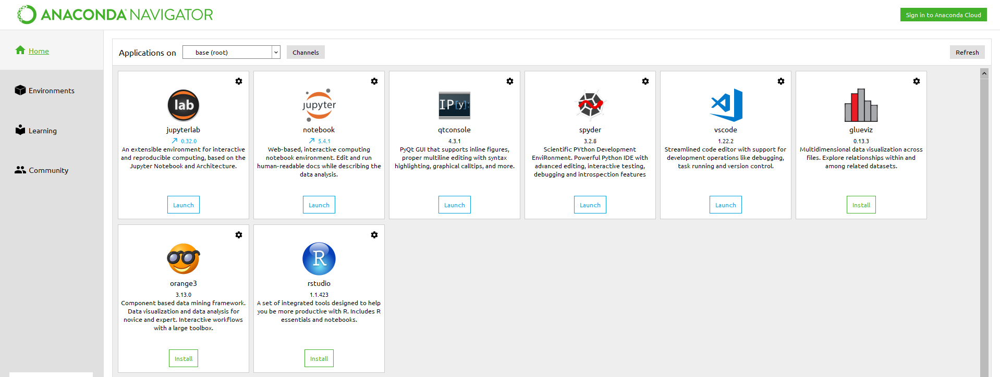 ANACONDA NAVIGATOR
Sign in to Anaconda Cloud
Home
Environments
Learning
Community
Applications on
base (root)
Channels
Refresh
lab
jupyterlab
0.32.0
An extensible environment for interactive
and reproducible computing, based on the
Jupyter Notebook and Architecture.
Launch
jupyter
notebook
5.4.1
Web-based, interactive computing
notebook environment. Edit and run
human-readable docs while describing the
data analysis.
Launch
IP[y]:
qtconsole
4.3.1
PyQt GUI that supports inline figures,
proper multiline editing with syntax
highlighting, graphical calltips, and more.
Launch
spyder
3.2.8
Scientific PYthon Development
EnviRonment. Powerful Python IDE with
advanced editing, interactive testing,
debugging and introspection features
Launch
vscode
1.22.2
Streamlined code editor with support for
development operations like debugging,
task running and version control.
Launch
glueviz
0.13.3
Multidimensional data visualization across
files. Explore relationships within and
among related datasets.
Install
orange3
3.13.0
Component based data mining framework.
Data visualization and data analysis for
novice and expert. Interactive workflows
with a large toolbox.
Install
R
rstudio
1.1.423
A set of integrated tools designed to help
you be more productive with R. Includes R
essentials and notebooks.
Install